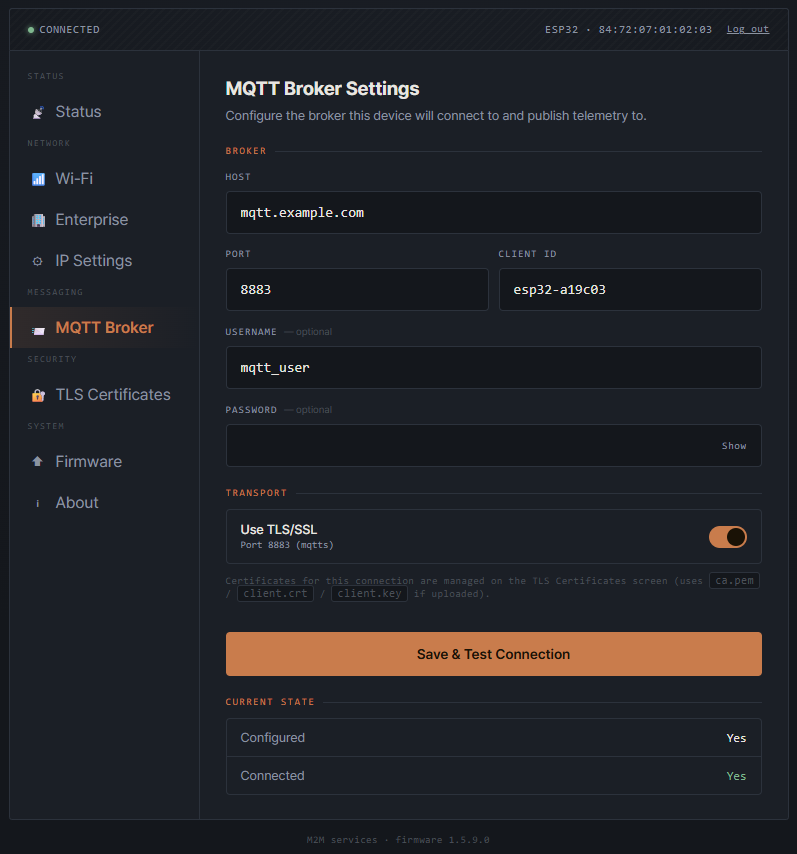 CONNECTED
ESP32 · 84:72:07:01:02:03 Log out
STATUS
Status
NETWORK
Wi-Fi
Enterprise
IP Settings
MESSAGING
MQTT Broker
SECURITY
TLS Certificates
SYSTEM
Firmware
i About
MQTT Broker Settings
Configure the broker this device will connect to and publish telemetry to.
BROKER
HOST
mqtt.example.com
PORT CLIENT ID
8883 esp32-a19c03
USERNAME — optional
mqtt_user
PASSWORD — optional
Show
TRANSPORT
Use TLS/SSL
Port 8883 (mqtts)
Certificates for this connection are managed on the TLS Certificates screen (uses ca.pem
/ client.crt / client.key if uploaded).
Save & Test Connection
CURRENT STATE
Configured Yes
Connected Yes
M2M services · firmware 1.5.9.0